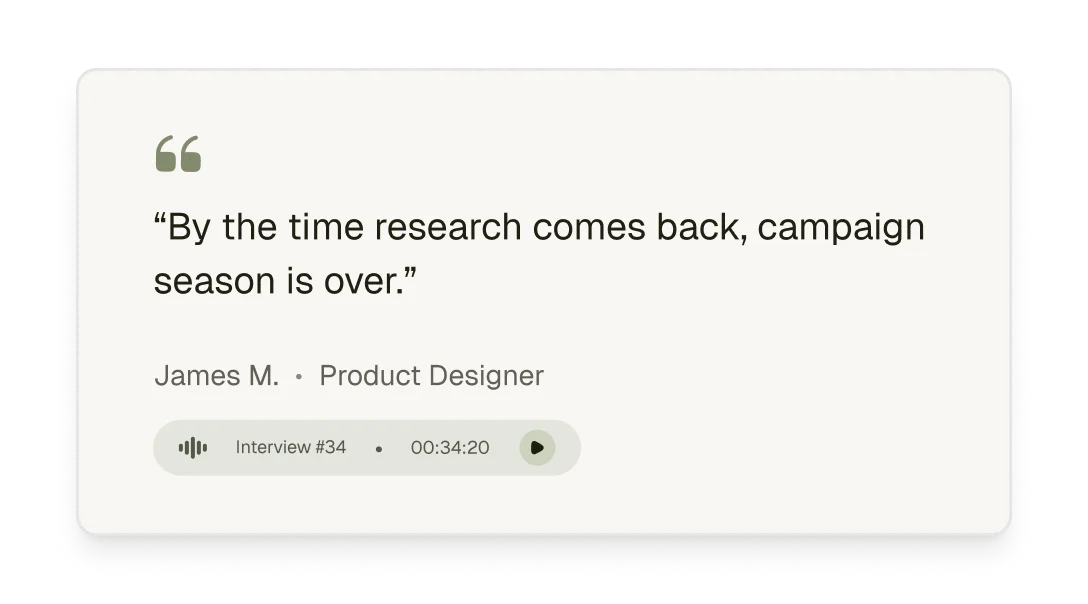 “By the time research comes back, campaign
season is over.”
James M. • Product Designer
Interview #34 • 00:34:20